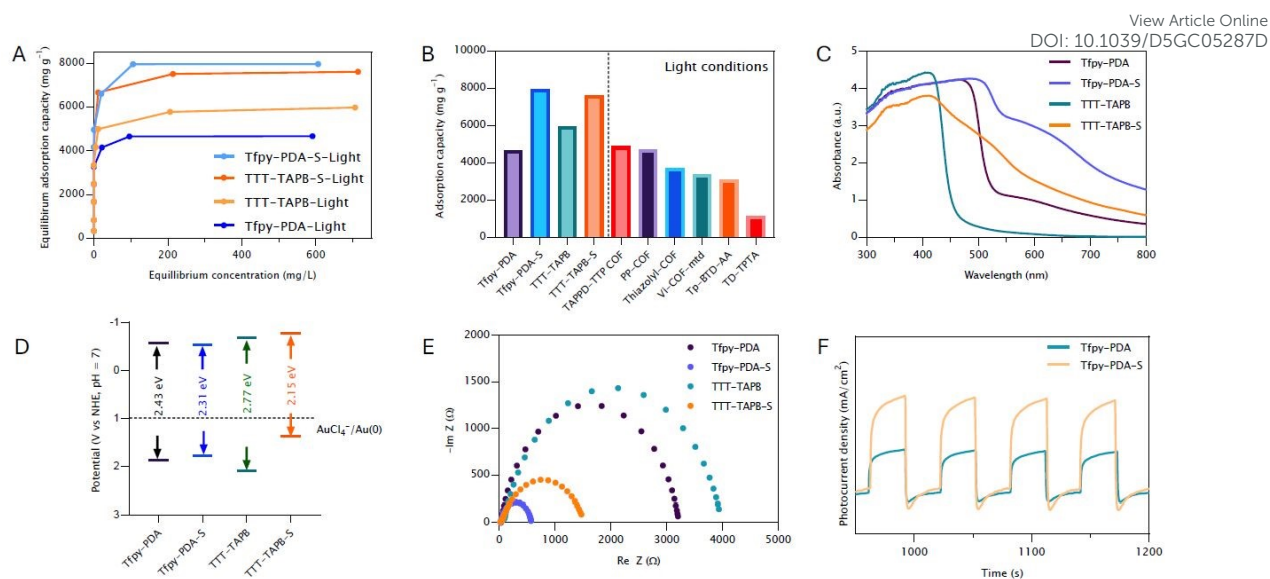 View Article Online
DOI: 10.1039/D5GC05287D
A
Equilibrium adsorption capacity (mg g⁻¹)
8000
6000
4000
2000
0
0
200
400
600
Equillibrium concentration (mg/L)
Tfpy-PDA-S-Light
TTT-TAPB-S-Light
TTT-TAPB-Light
Tfpy-PDA-Light
B
Adsorption capacity (mg g⁻¹)
10000
8000
6000
4000
2000
0
Light conditions
Tfpy-PDA
Tfpy-PDA-S
TTT-TAPB
TTT-TAPB-S
TAPPD-TTP COF
PP-COF
Thiazolyl-COF
Vi-COF-mtd
Tp-BTD-AA
TD-TPTA
C
Absorbance (a.u.)
5
4
3
2
1
0
300
400
500
600
700
800
Wavelength (nm)
Tfpy-PDA
Tfpy-PDA-S
TTT-TAPB
TTT-TAPB-S
D
Potential (V vs NHE, pH = 7)
-1
0
1
2
3
2.43 eV
2.31 eV
2.77 eV
2.15 eV
AuCl₄⁻/Au(0)
Tfpy-PDA
Tfpy-PDA-S
TTT-TAPB
TTT-TAPB-S
E
-Im Z (Ω)
2000
1500
1000
500
0
0
1000
2000
3000
4000
5000
Re Z (Ω)
Tfpy-PDA
Tfpy-PDA-S
TTT-TAPB
TTT-TAPB-S
F
Photocurrent density (mA/cm²)
1000
1100
1200
Time (s)
Tfpy-PDA
Tfpy-PDA-S